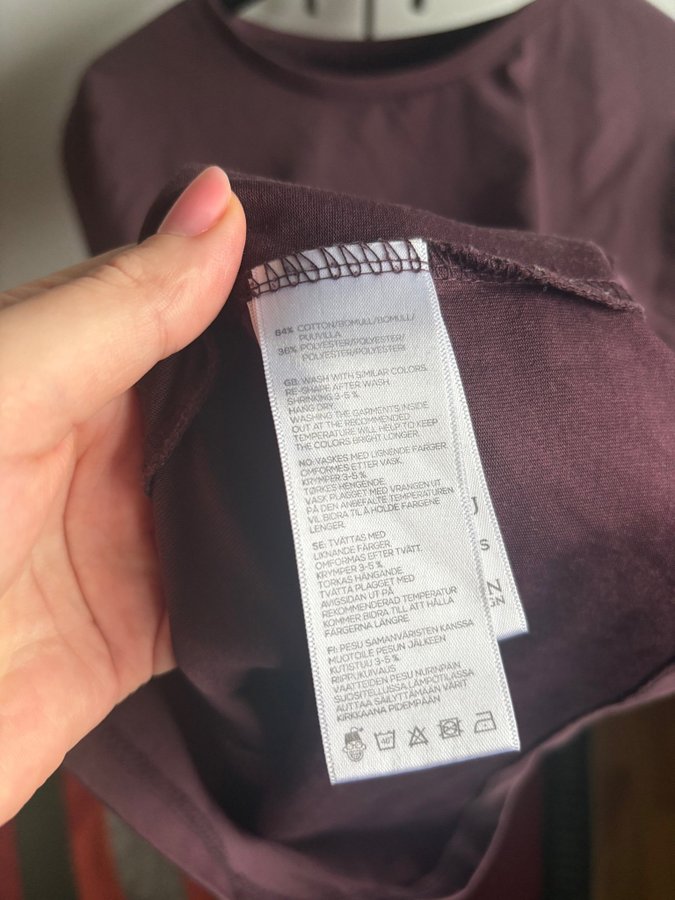 64% COTTON/BOMULL/BOMULL/
PUUVILLA
36% POLYESTER/POLYESTER/
POLYESTER/POLYESTERI
GB: WASH WITH SIMILAR COLORS.
RE-SHAPE AFTER WASH.
SHRINKING 3-5 %
HANG DRY.
WASHING THE GARMENTS INSIDE
OUT AT THE RECOMMENDED
TEMPERATURE WILL HELP TO KEEP
THE COLORS BRIGHT LONGER.
NO: VASKES MED LIGNENDE FARGER.
OMFORMES ETTER VASK.
KRYMPER 3-5 %.
TØRKES HENGENDE.
VASK PLAGGET MED VRANGEN UT
PÅ DEN ANBEFALTE TEMPERATUREN
VIL BIDRA TIL Å HOLDE FARGENE
LENGER.
SE: TVÄTTAS MED
LIKNANDE FÄRGER.
OMFORMAS EFTER TVÄTT.
KRYMPER 3-5 %.
TORKAS HÄNGANDE.
TVÄTTA PLAGGET MED
AVIGSIDAN UT PÅ
REKOMMENDERAD TEMPERATUR
KOMMER BIDRA TILL ATT HÅLLA
FÄRGERNA LÄNGRE
FI: PESU SAMANVÄRISTEN KANSSA
MUOTOILE PESUN JÄLKEEN
KUTISTUU 3-5 %
RIPPUKUIVAUS
VAATTEIDEN PESU NURINPÄIN
SUOSITELLUSSA LÄMPÖTILASSA
AUTTAA SÄILYTTÄMÄÄN VÄRIT
KIRKKAANA PIDEMPÄÄN
40°
S
N
GN